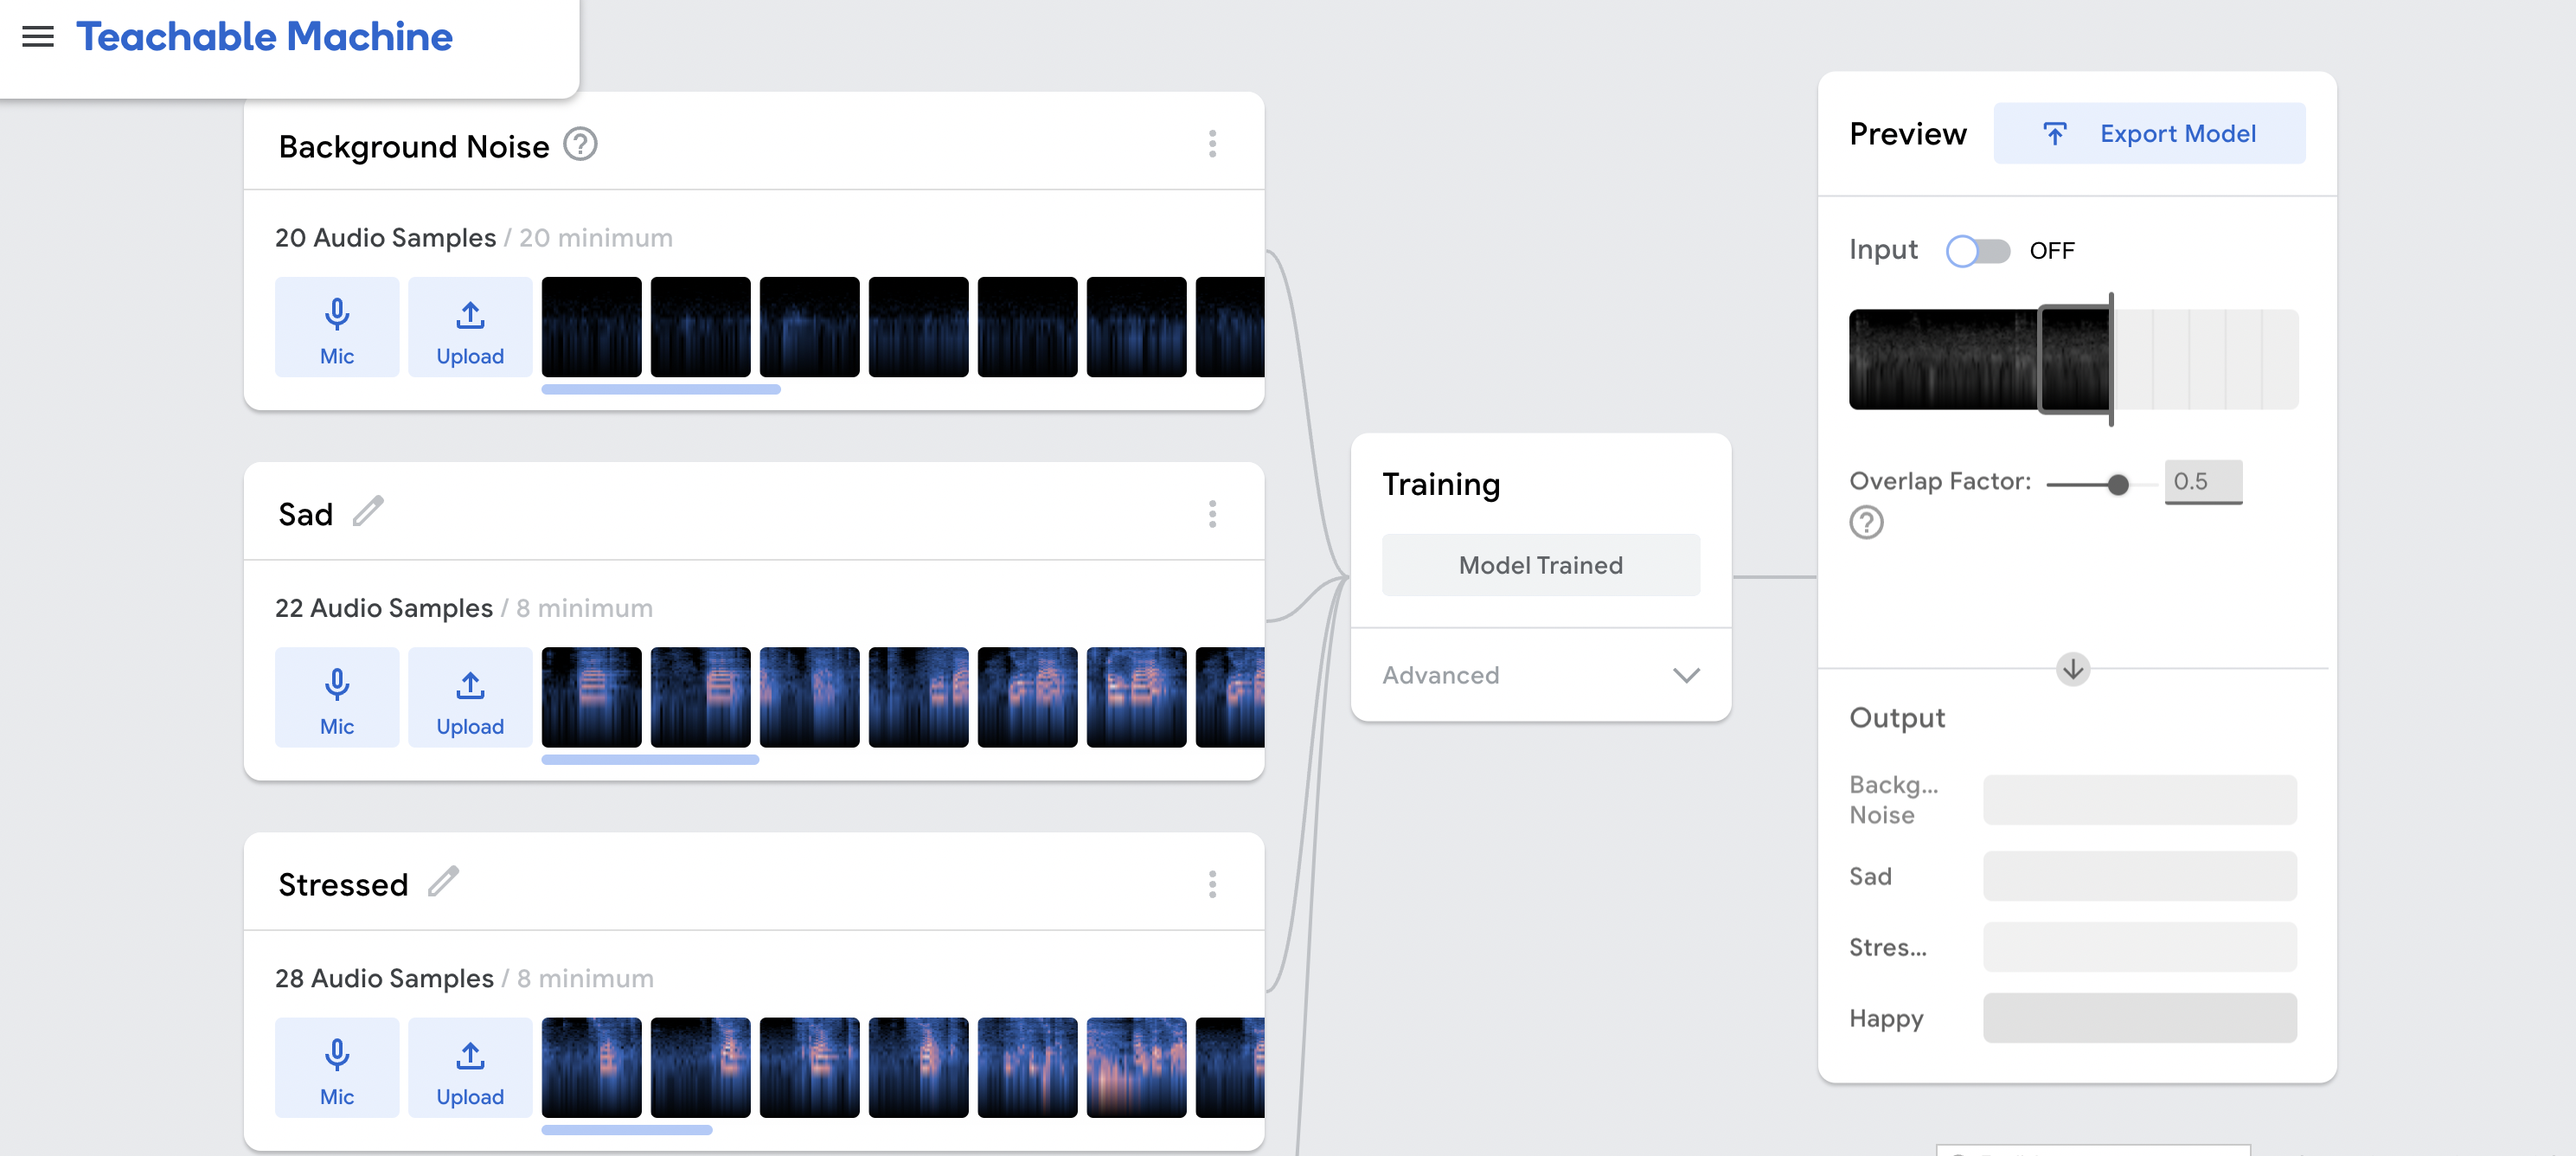 Teachable Machine
Background Noise
20 Audio Samples / 20 minimum
Mic
Upload
Sad
22 Audio Samples / 8 minimum
Mic
Upload
Stressed
28 Audio Samples / 8 minimum
Mic
Upload
Training
Model Trained
Advanced
Preview
Export Model
Input OFF
Overlap Factor: 0.5
Output
Backg...
Noise
Sad
Stres...
Happy